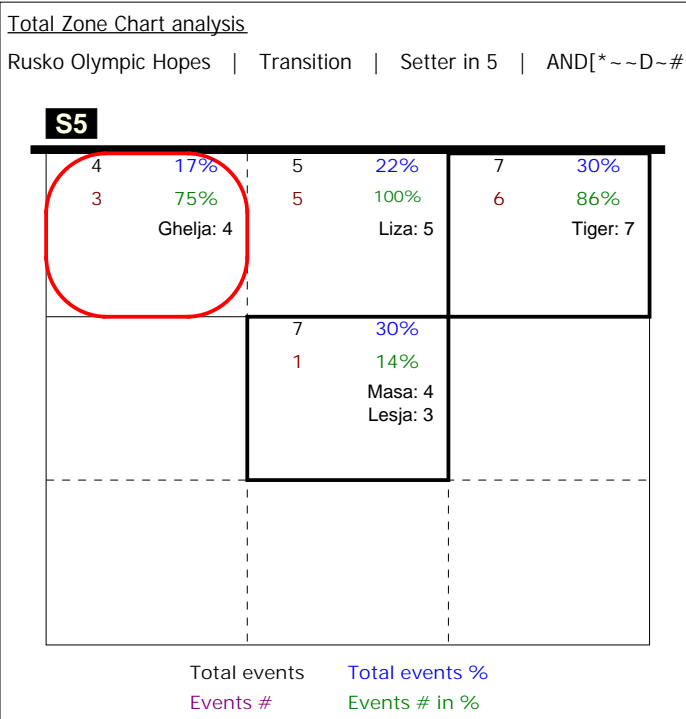 Total Zone Chart analysis
Rusko Olympic Hopes | Transition | Setter in 5 | AND[*~~D~#
S5
4 17% 5 22% 7 30%
3 75% 5 100% 6 86%
Ghelja: 4 Liza: 5 Tiger: 7
7 30%
1 14%
Masa: 4
Lesja: 3
Total events Total events %
Events # Events # in %